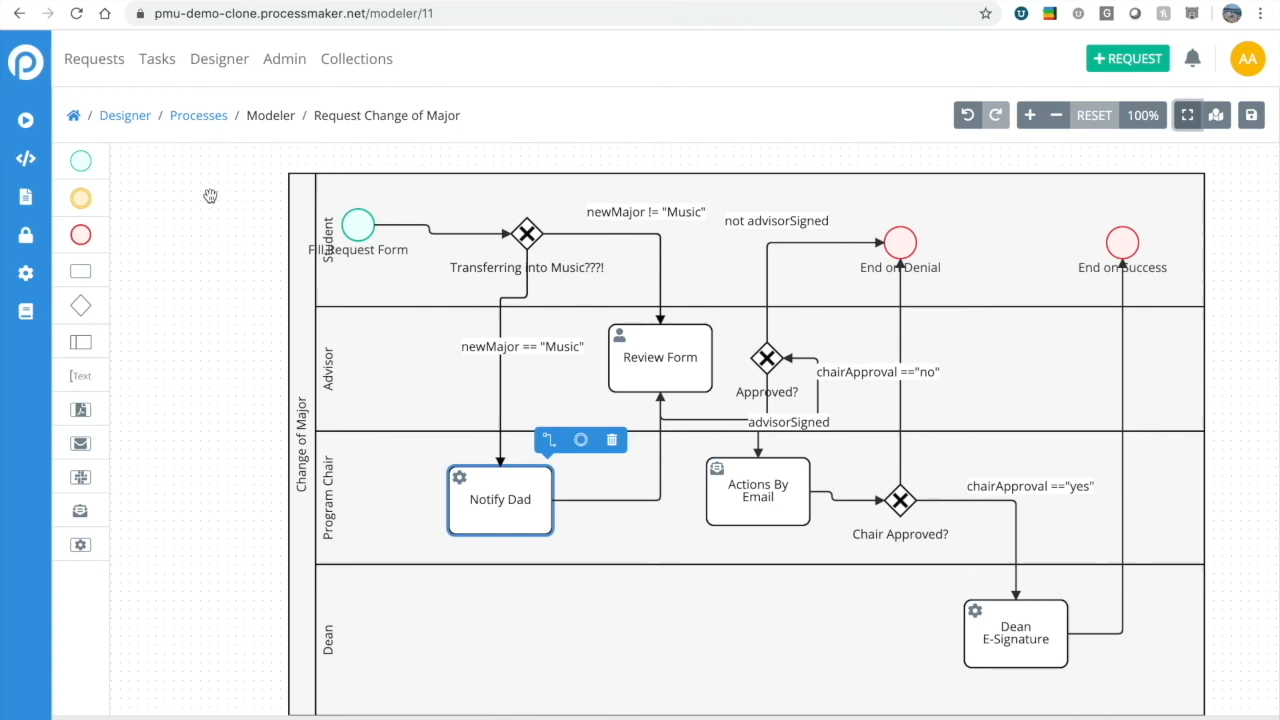 pmu-demo-clone.processmaker.net/modeler/11
Requests Tasks Designer Admin Collections
+ REQUEST
AA
/ Designer / Processes / Modeler / Request Change of Major
RESET 100%
[Text
Change of Major
Student
Fill Request Form
newMajor != "Music"
not advisorSigned
Transferring into Music???!
End on Denial
End on Success
Advisor
newMajor == "Music"
Review Form
Approved?
chairApproval =="no"
advisorSigned
Program Chair
Notify Dad
Actions By
Email
chairApproval =="yes"
Chair Approved?
Dean
Dean
E-Signature